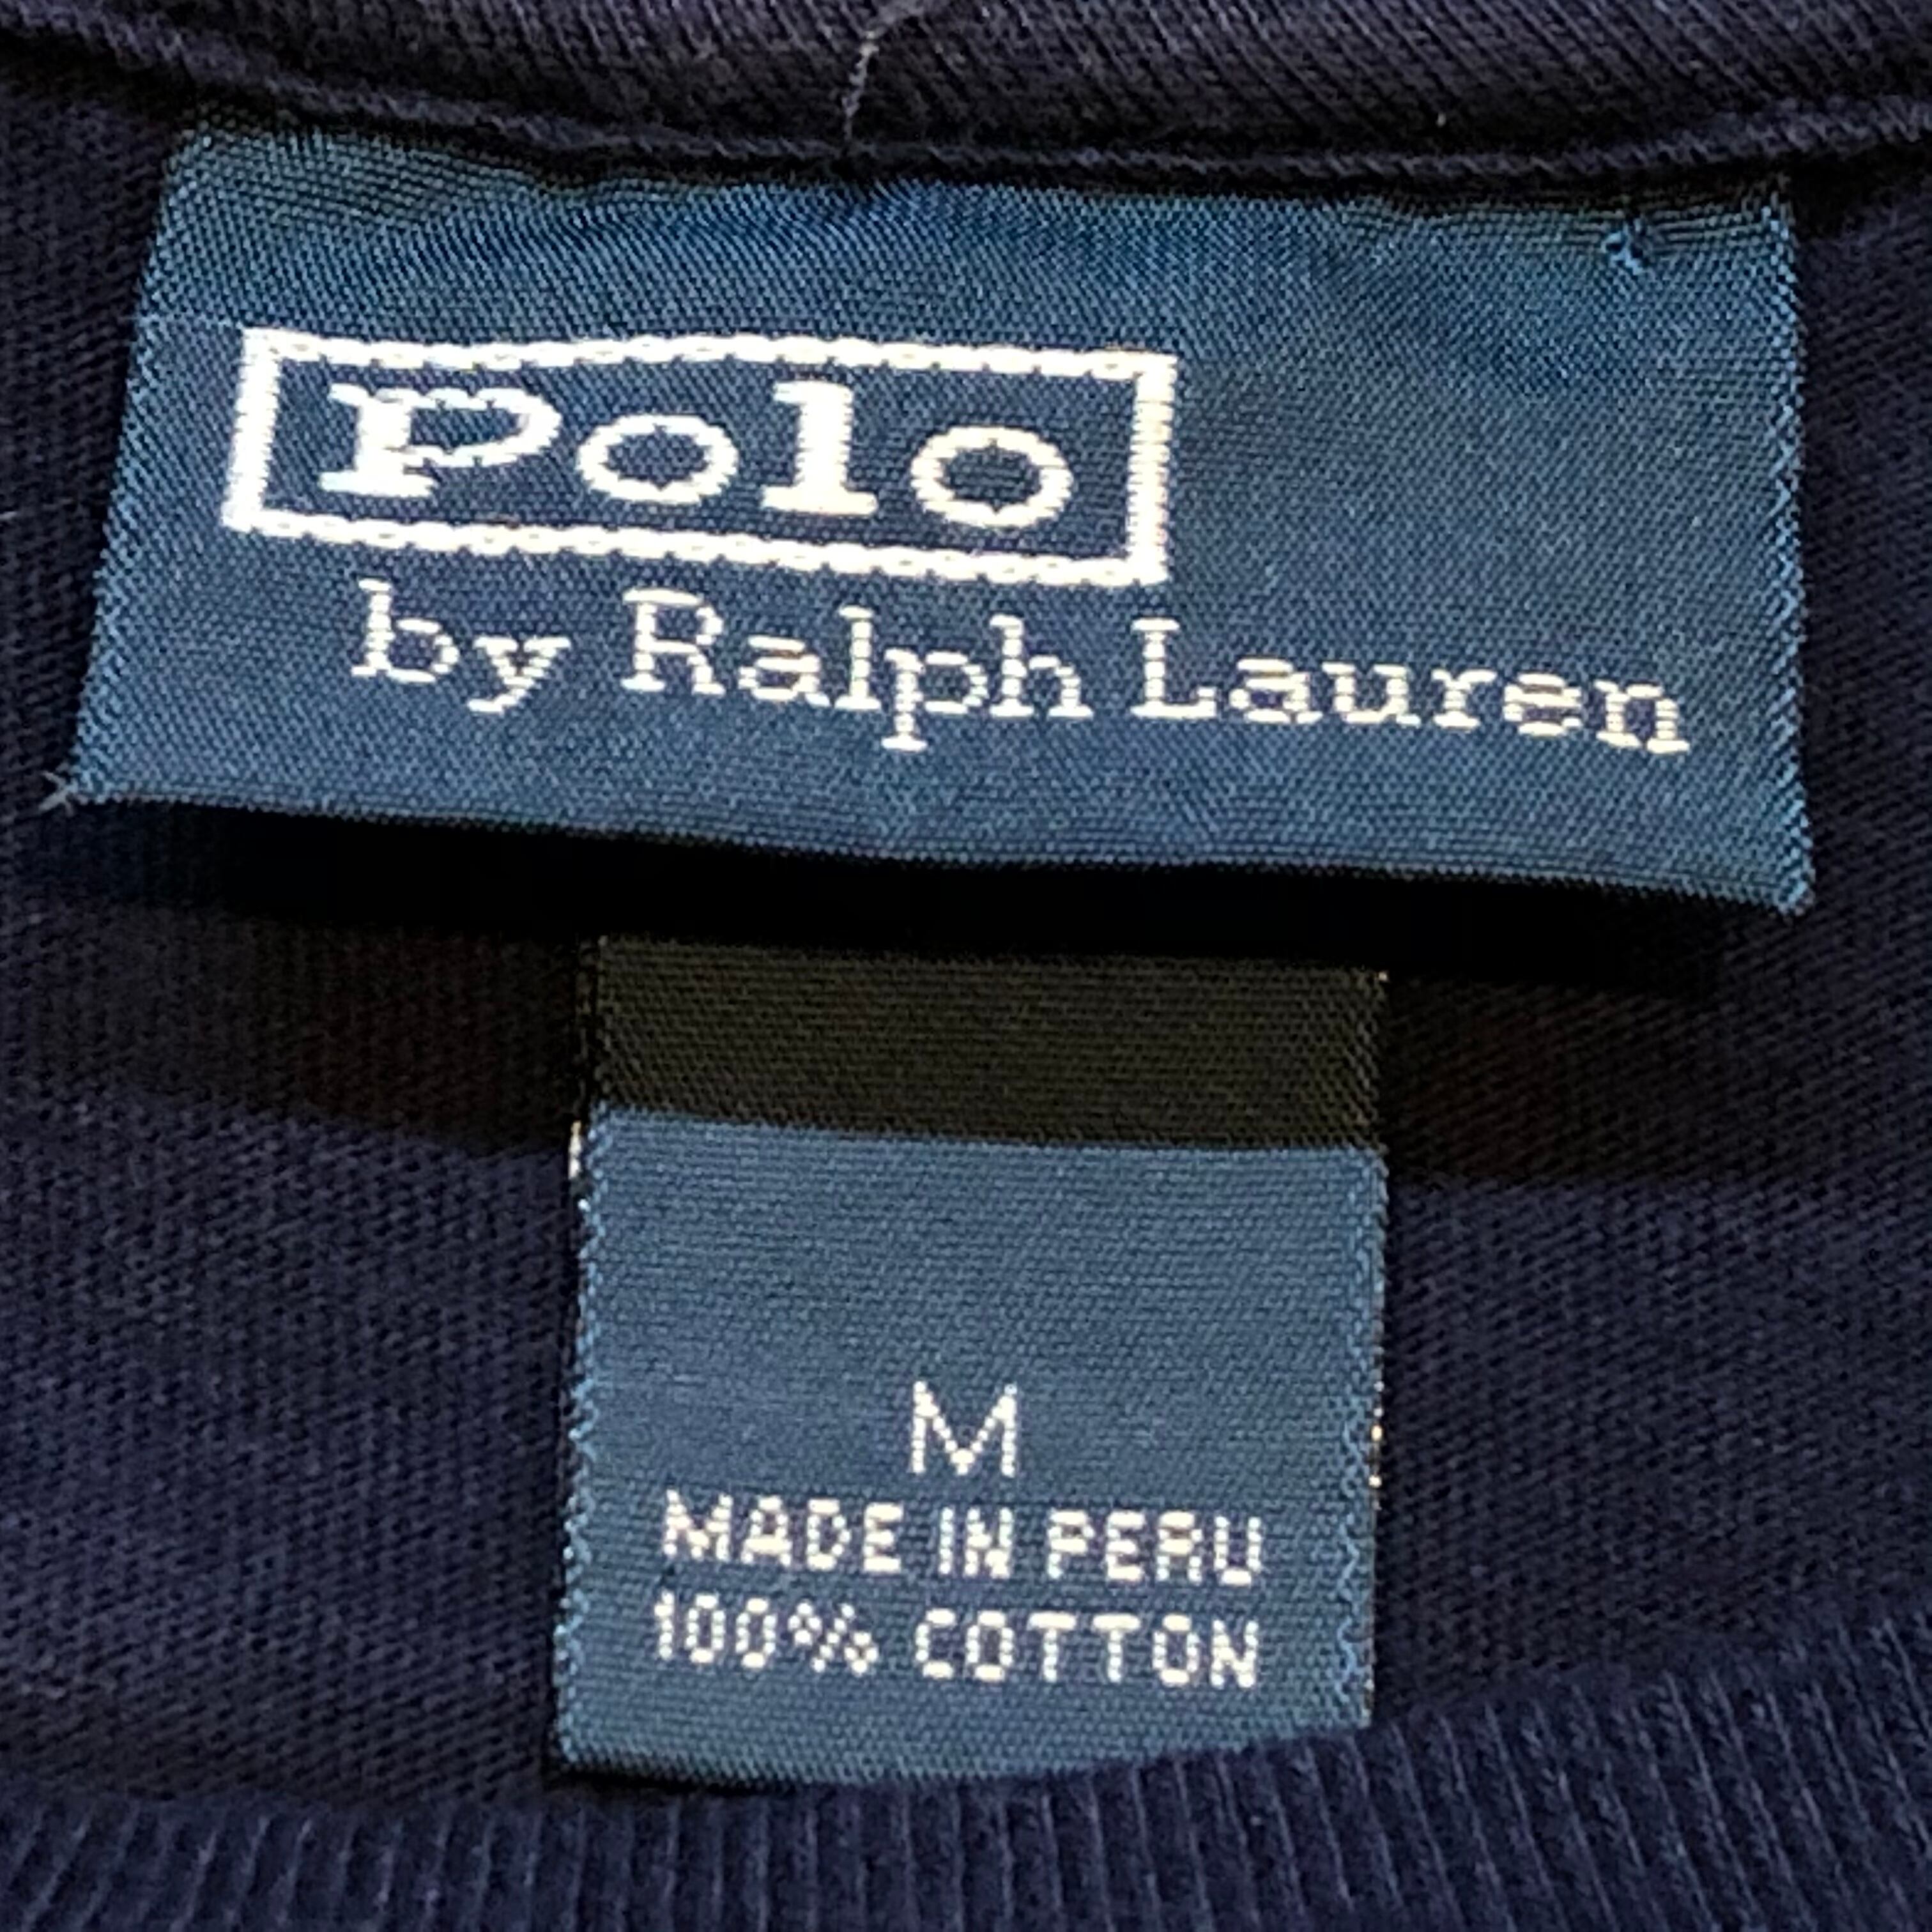 Polo
by Ralph Lauren
M
MADE IN PERU
100% COTTON